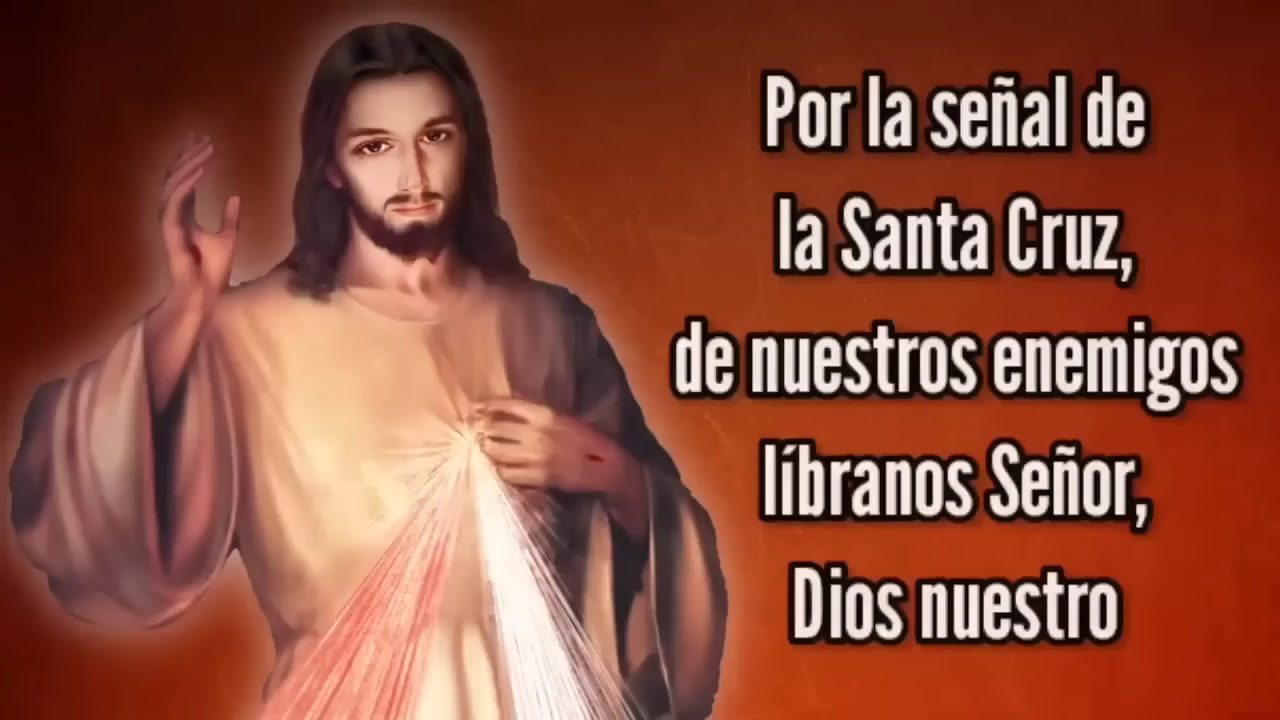 Por la señal de
la Santa Cruz,
de nuestros enemigos
líbranos Señor,
Dios nuestro